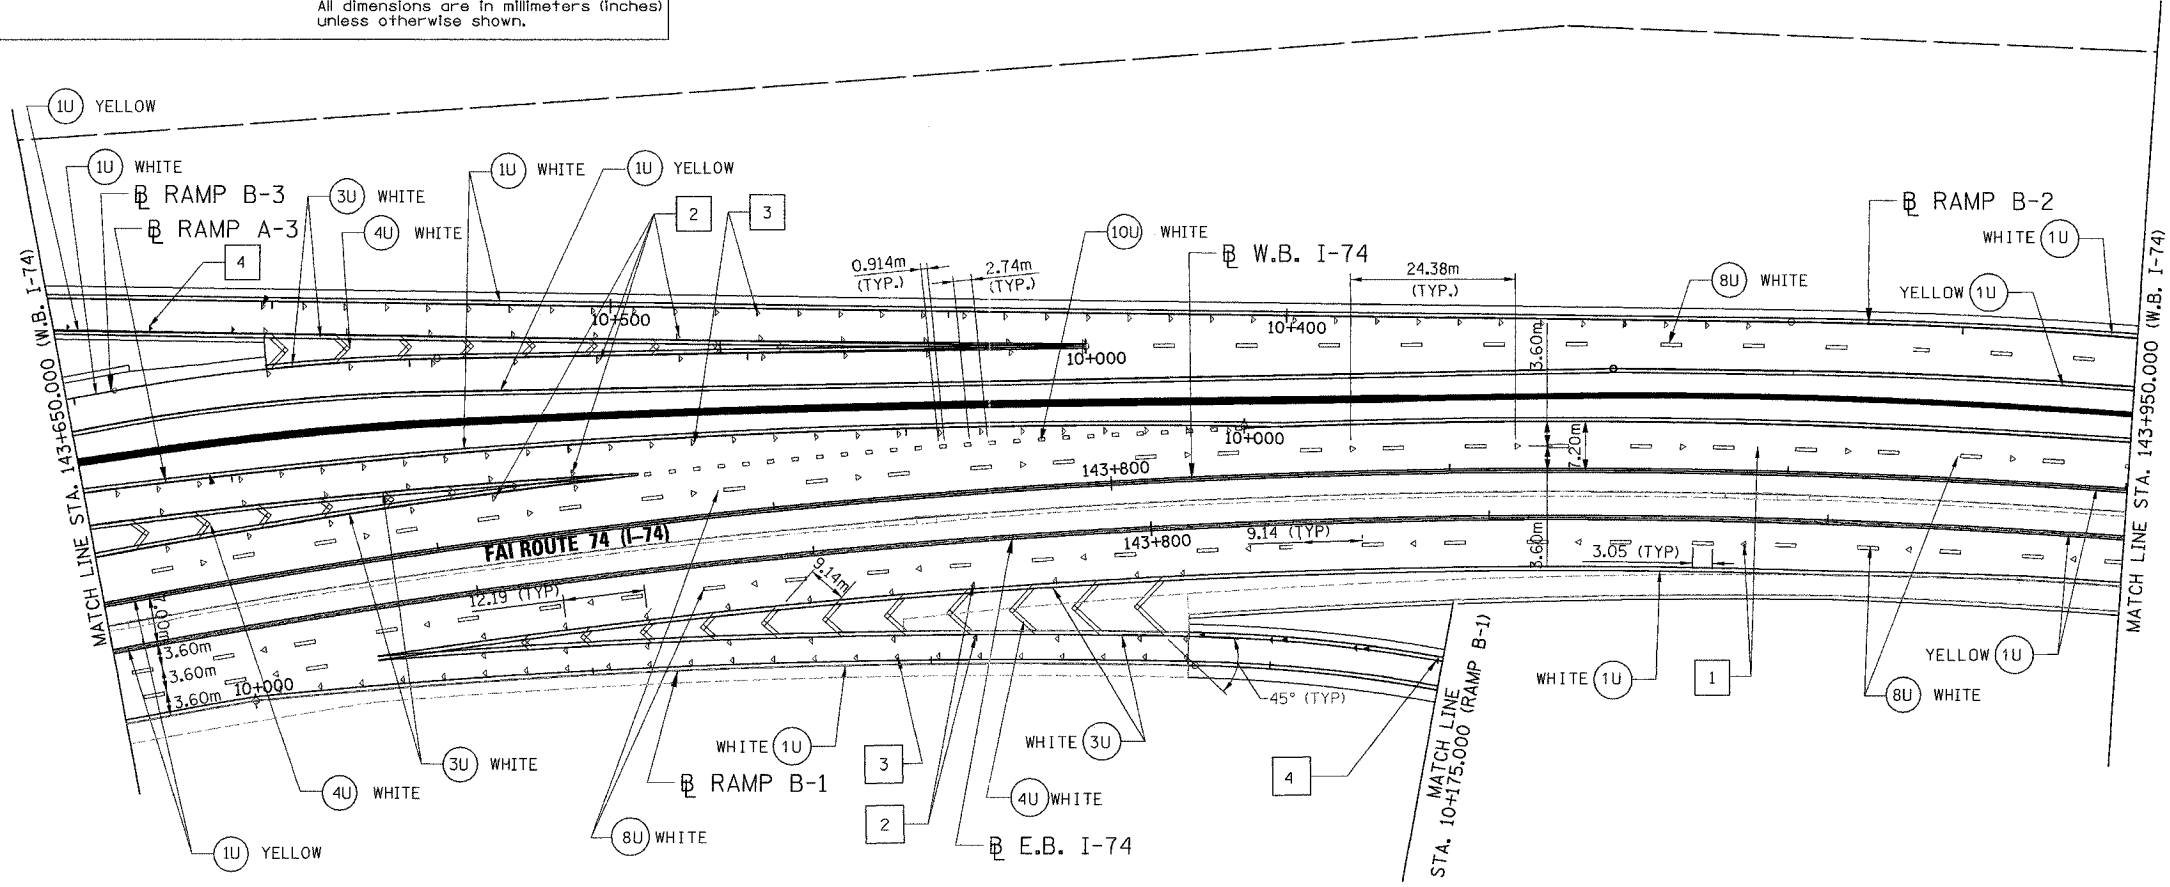 All dimensions are in millimeters (inches)
unless otherwise shown.
1U YELLOW
1U WHITE
℄ RAMP B-3
℄ RAMP A-3
4
3U WHITE
4U WHITE
1U WHITE
1U YELLOW
2
3
0.914m
(TYP.)
2.74m
(TYP.)
10U WHITE
℄ W.B. I-74
24.38m
(TYP.)
8U WHITE
℄ RAMP B-2
WHITE 1U
YELLOW 1U
10+500
10+400
10+000
3.60m
10+000
7.20m
143+800
FAI ROUTE 74 (I-74)
143+800
9.14 (TYP)
3.60m
3.05 (TYP)
9.14m
12.19 (TYP)
3.60m
3.60m
3.60m
10+000
45° (TYP)
MATCH LINE STA. 143+650.000 (W.B. I-74)
MATCH LINE STA. 143+950.000 (W.B. I-74)
MATCH LINE
STA. 10+175.000 (RAMP B-1)
YELLOW 1U
WHITE 1U
1
8U WHITE
WHITE 1U
3
WHITE 3U
4
3U WHITE
4U WHITE
℄ RAMP B-1
4U WHITE
2
8U WHITE
℄ E.B. I-74
1U YELLOW